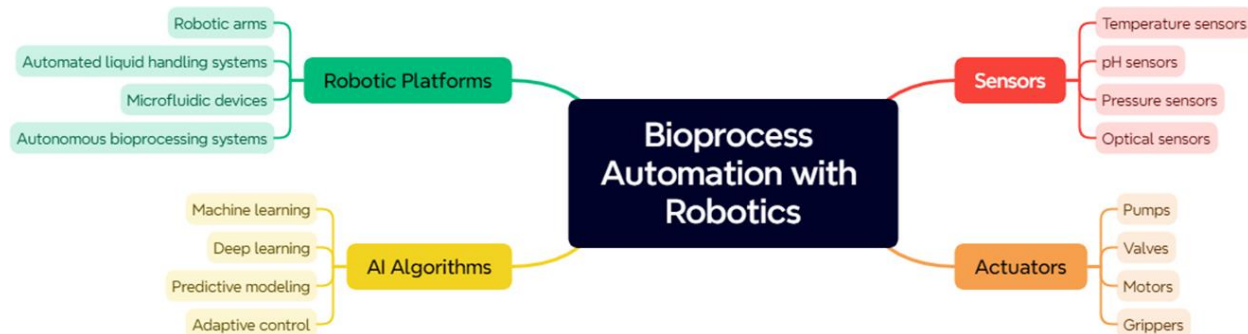 Bioprocess
Automation with
Robotics
Robotic Platforms
Robotic arms
Automated liquid handling systems
Microfluidic devices
Autonomous bioprocessing systems
AI Algorithms
Machine learning
Deep learning
Predictive modeling
Adaptive control
Sensors
Temperature sensors
pH sensors
Pressure sensors
Optical sensors
Actuators
Pumps
Valves
Motors
Grippers